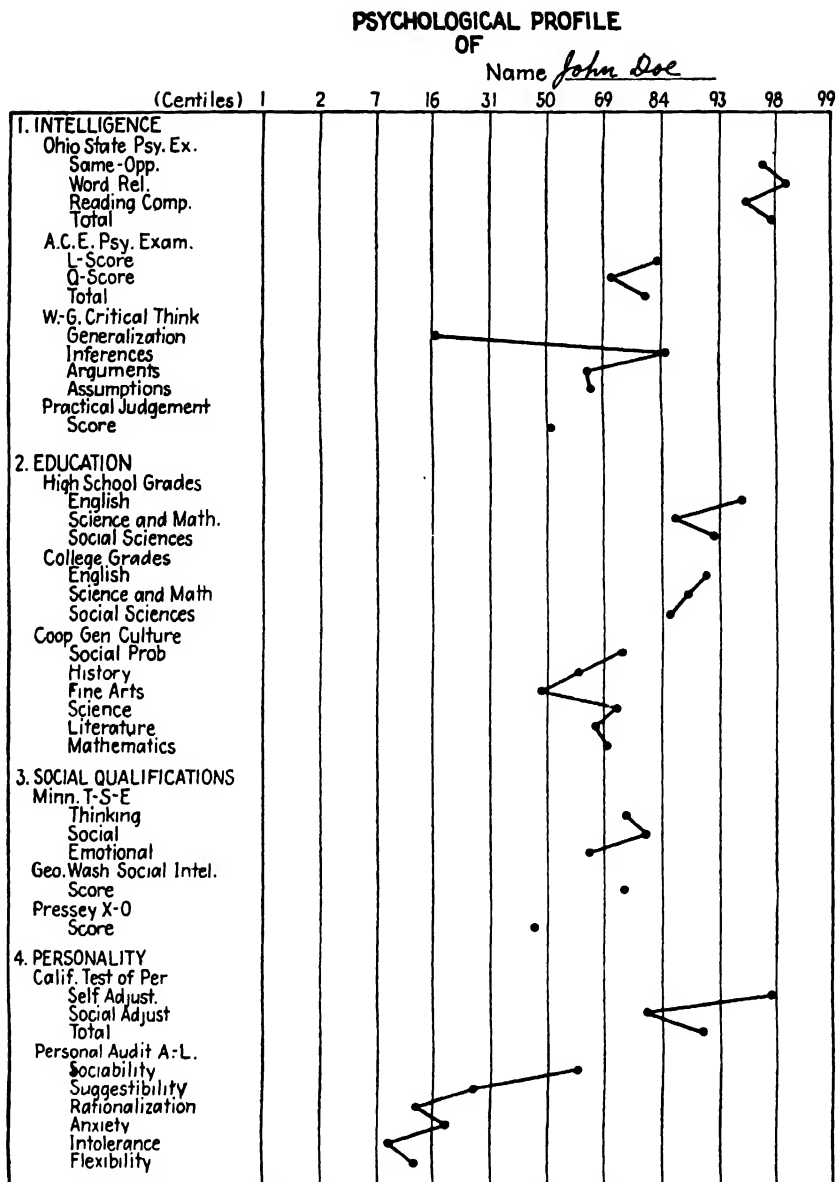 PSYCHOLOGICAL PROFILE
OF
Name John Doe
(Centiles) 1 2 7 16 31 50 69 84 93 98 99
1. INTELLIGENCE
Ohio State Psy. Ex.
Same-Opp.
Word Rel.
Reading Comp.
Total
A.C.E. Psy. Exam.
L-Score
Q-Score
Total
W.-G. Critical Think
Generalization
Inferences
Arguments
Assumptions
Practical Judgement
Score
2. EDUCATION
High School Grades
English
Science and Math.
Social Sciences
College Grades
English
Science and Math
Social Sciences
Coop Gen Culture
Social Prob
History
Fine Arts
Science
Literature
Mathematics
3. SOCIAL QUALIFICATIONS
Minn. T-S-E
Thinking
Social
Emotional
Geo. Wash Social Intel.
Score
Pressey X-O
Score
4. PERSONALITY
Calif. Test of Per
Self Adjust.
Social Adjust
Total
Personal Audit A.-L.
Sociability
Suggestibility
Rationalization
Anxiety
Intolerance
Flexibility